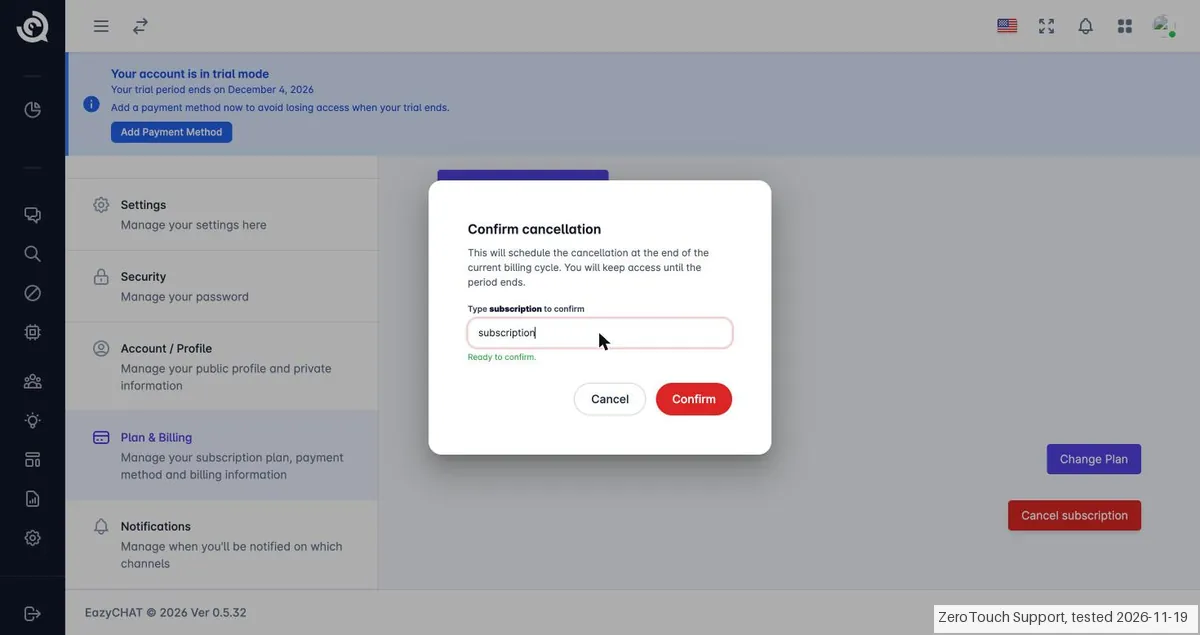 Your account is in trial mode
Your trial period ends on December 4, 2026
Add a payment method now to avoid losing access when your trial ends.
Add Payment Method
Settings
Manage your settings here
Security
Manage your password
Account / Profile
Manage your public profile and private
information
Plan & Billing
Manage your subscription plan, payment
method and billing information
Notifications
Manage when you'll be notified on which
channels
Confirm cancellation
This will schedule the cancellation at the end of the
current billing cycle. You will keep access until the
period ends.
Type subscription to confirm
subscription
Ready to confirm.
Cancel
Confirm
Change Plan
Cancel subscription
EazyCHAT © 2026 Ver 0.5.32
ZeroTouch Support, tested 2026-11-19